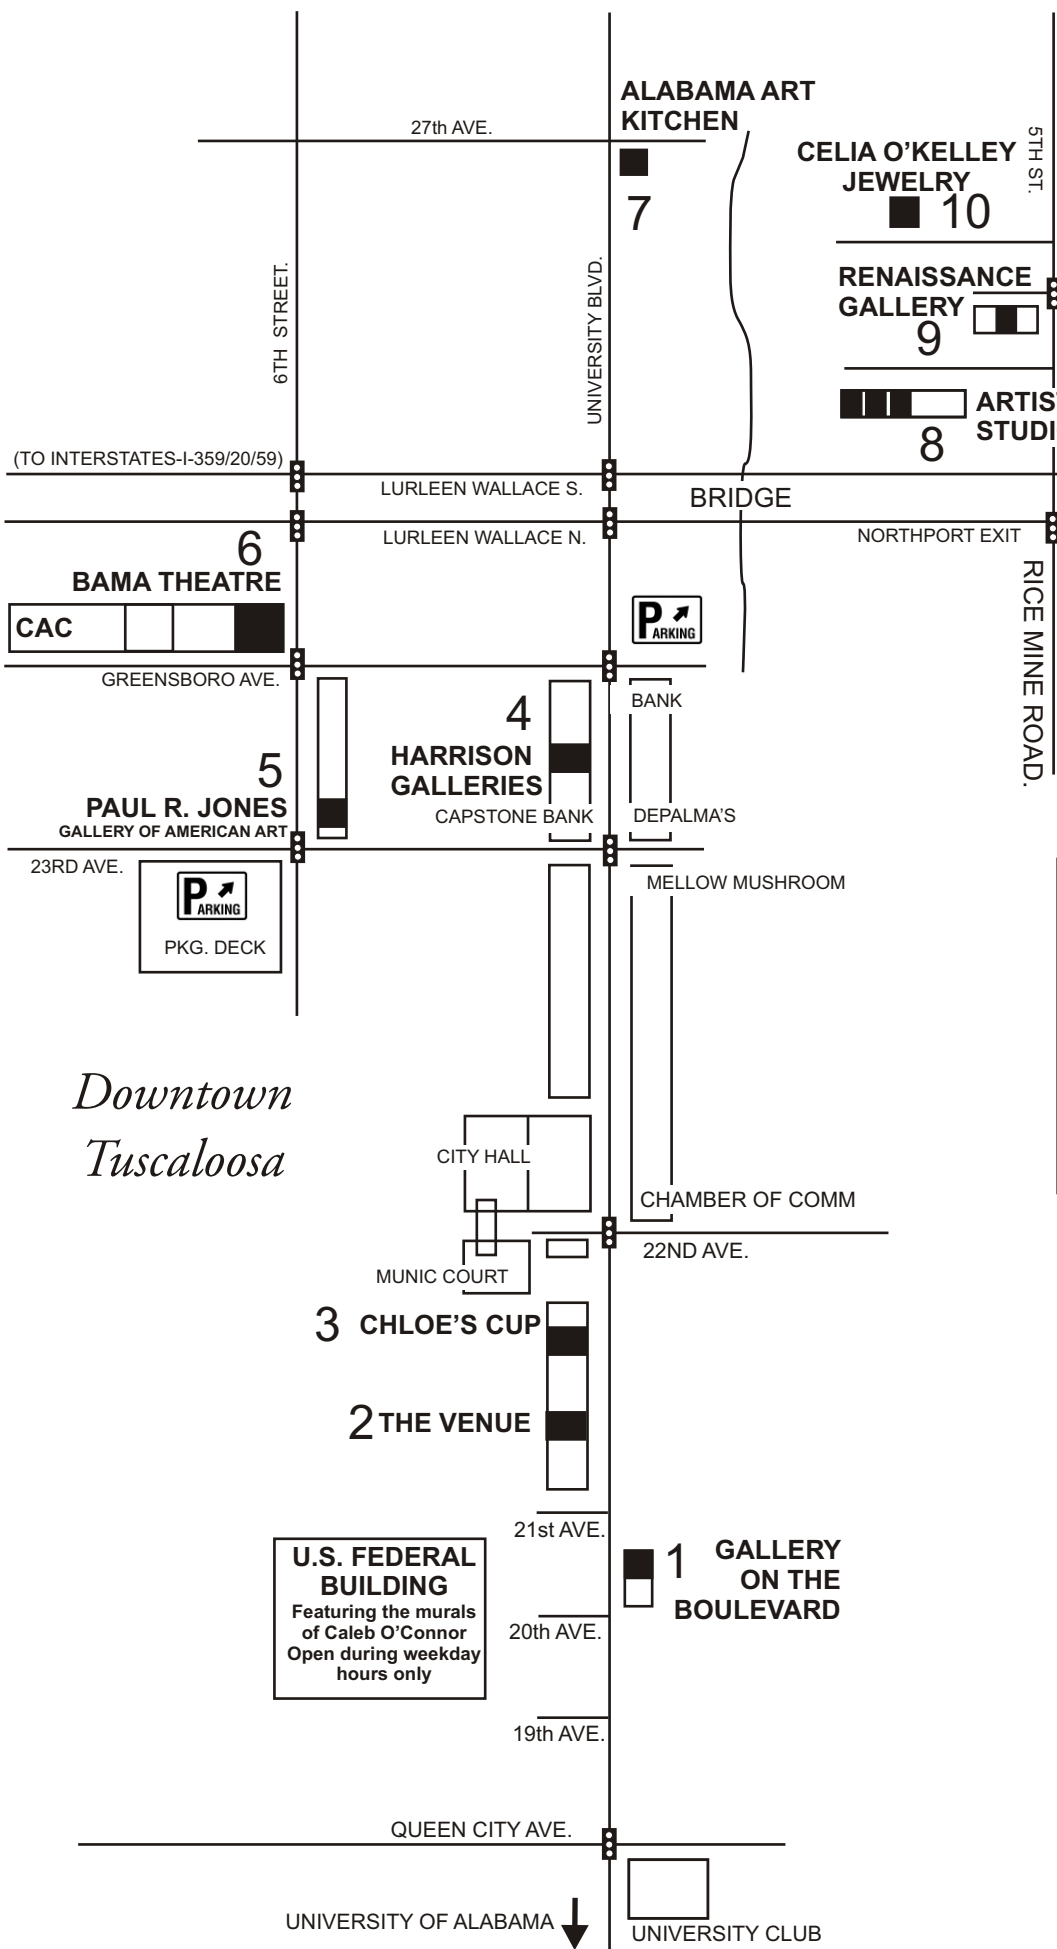 ALABAMA ART
KITCHEN
27th AVE.
7
CELIA O'KELLEY
JEWELRY
10
5TH ST.
6TH STREET.
UNIVERSITY BLVD.
RENAISSANCE
GALLERY
9
ARTIS
STUDI
8
(TO INTERSTATES-I-359/20/59)
LURLEEN WALLACE S.
BRIDGE
LURLEEN WALLACE N.
NORTHPORT EXIT
RICE MINE ROAD.
6
BAMA THEATRE
CAC
P
ARKING
GREENSBORO AVE.
4
HARRISON
GALLERIES
CAPSTONE BANK
BANK
DEPALMA'S
5
PAUL R. JONES
GALLERY OF AMERICAN ART
23RD AVE.
P
ARKING
PKG. DECK
MELLOW MUSHROOM
Downtown
Tuscaloosa
CITY HALL
CHAMBER OF COMM
22ND AVE.
MUNIC COURT
3 CHLOE'S CUP
2 THE VENUE
21st AVE.
1 GALLERY
ON THE
BOULEVARD
U.S. FEDERAL
BUILDING
Featuring the murals
of Caleb O'Connor
Open during weekday
hours only
20th AVE.
19th AVE.
QUEEN CITY AVE.
UNIVERSITY OF ALABAMA
UNIVERSITY CLUB